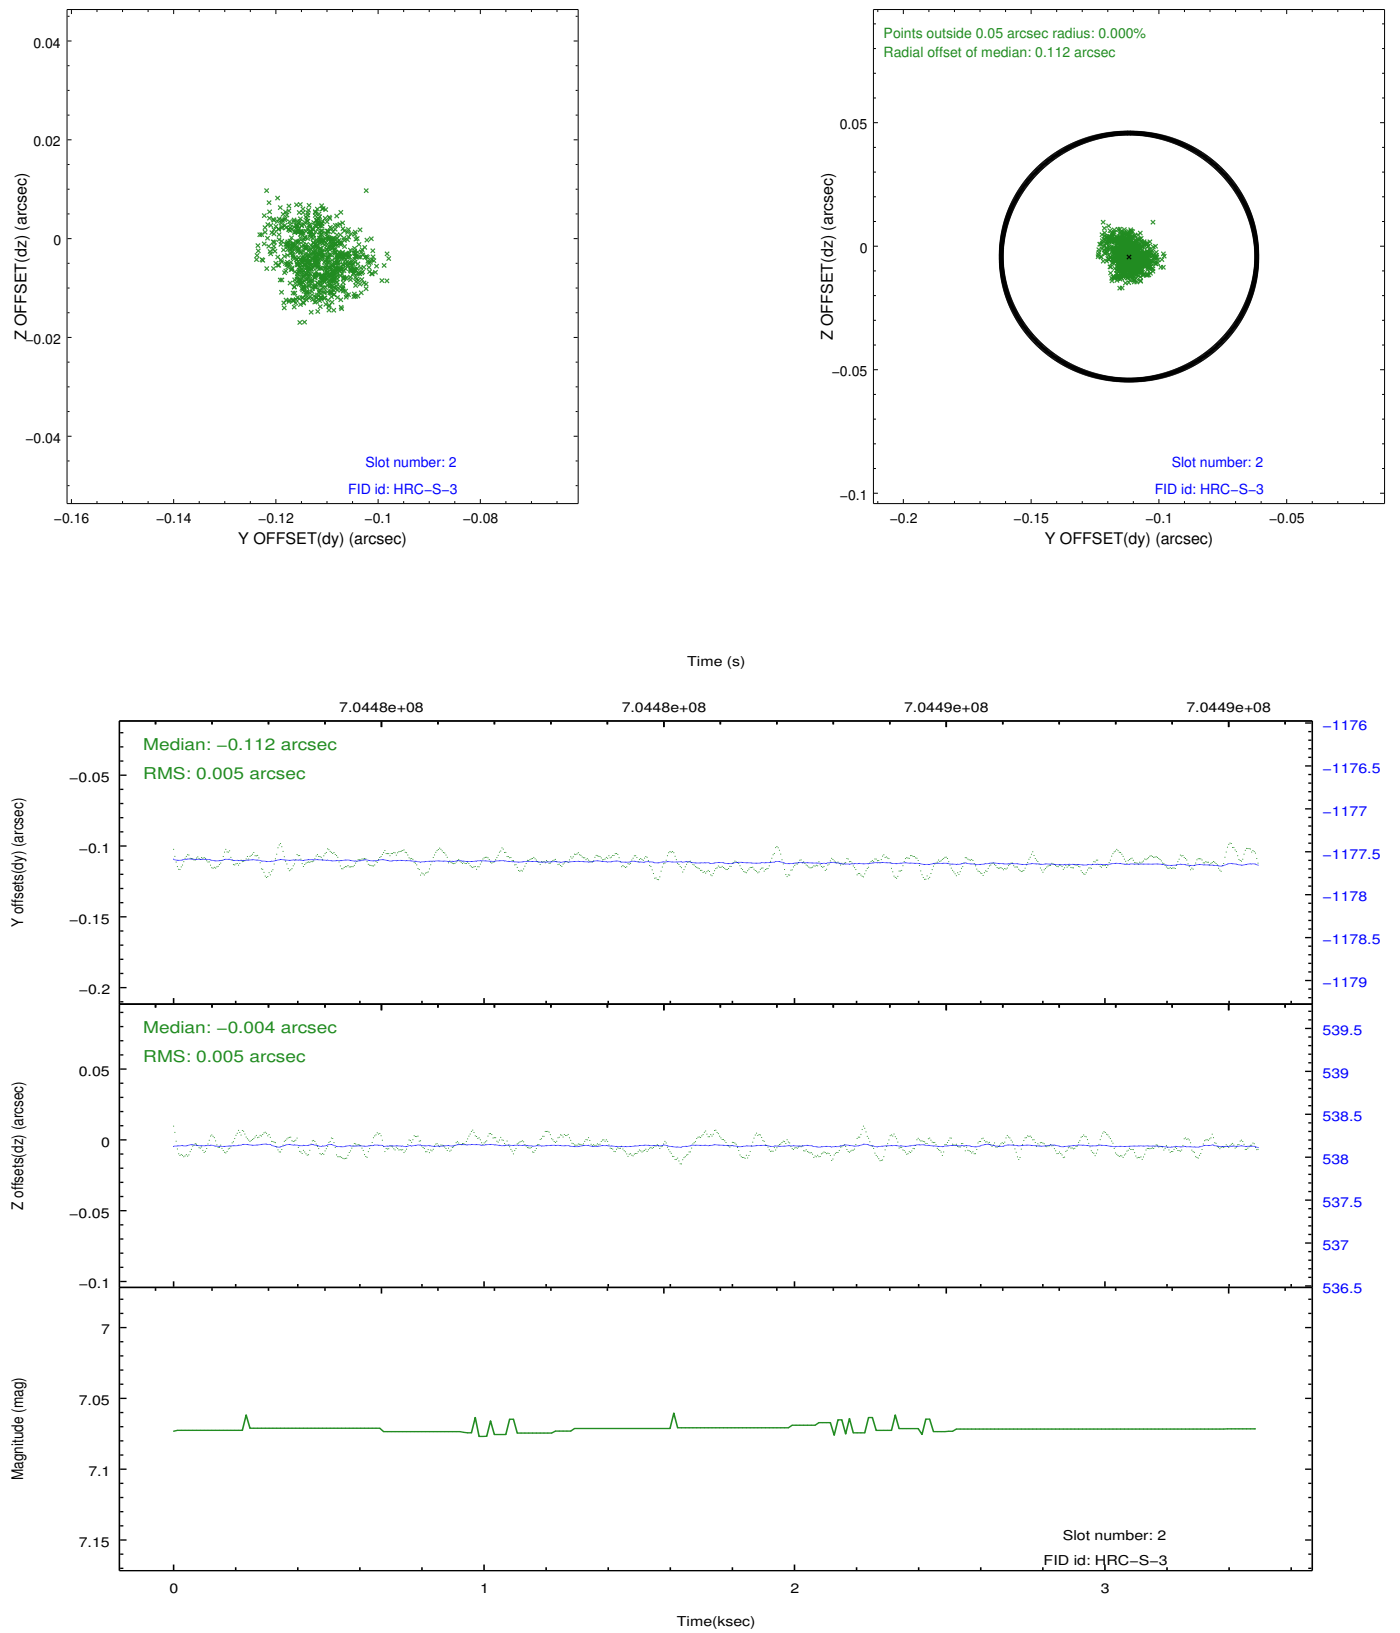 0.04
0.02
0
−0.02
−0.04
Z OFFSET(dz) (arcsec)
Slot number: 2
FID id: HRC−S−3
−0.16
−0.14
−0.12
−0.1
−0.08
Y OFFSET(dy) (arcsec)
Points outside 0.05 arcsec radius: 0.000%
Radial offset of median: 0.112 arcsec
0.05
0
−0.05
−0.1
Z OFFSET(dz) (arcsec)
Slot number: 2
FID id: HRC−S−3
−0.2
−0.15
−0.1
−0.05
Y OFFSET(dy) (arcsec)
Time (s)
7.0448e+08
7.0448e+08
7.0449e+08
7.0449e+08
Median: −0.112 arcsec
RMS: 0.005 arcsec
−0.05
−0.1
−0.15
−0.2
Y offsets(dy) (arcsec)
−1176
−1176.5
−1177
−1177.5
−1178
−1178.5
−1179
Median: −0.004 arcsec
RMS: 0.005 arcsec
0.05
0
−0.05
−0.1
Z offsets(dz) (arcsec)
539.5
539
538.5
538
537.5
537
536.5
7
7.05
7.1
7.15
Magnitude (mag)
Slot number: 2
FID id: HRC−S−3
0
1
2
3
Time(ksec)